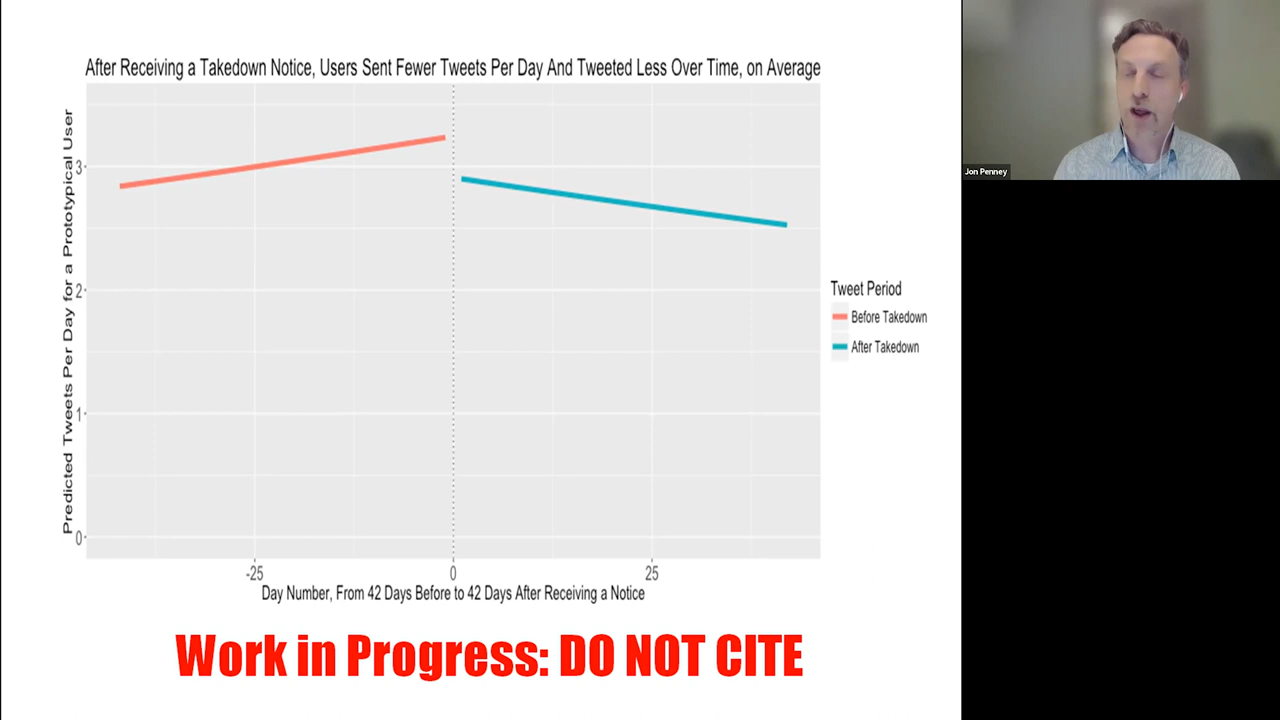 After Receiving a Takedown Notice, Users Sent Fewer Tweets Per Day And Tweeted Less Over Time, on Average
Jon Penney
Predicted Tweets Per Day for a Prototypical User
3
2
1
0
Tweet Period
Before Takedown
After Takedown
-25
0
25
Day Number, From 42 Days Before to 42 Days After Receiving a Notice
Work in Progress: DO NOT CITE